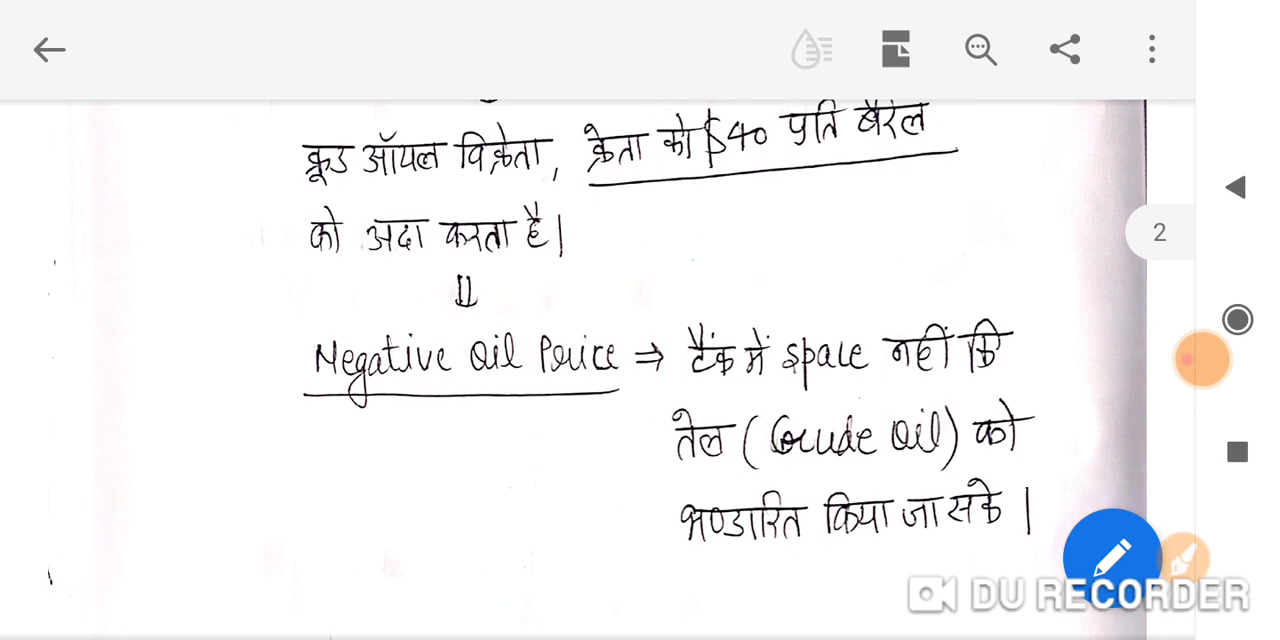 क्रूड ऑयल विक्रेता, क्रेता को $40 प्रति बैरल
को अदा करता है।
2
Negative Oil Price ⇒ टैंक में space नहीं कि
तेल (Crude Oil) को
भण्डारित किया जा सके।
DU RECORDER